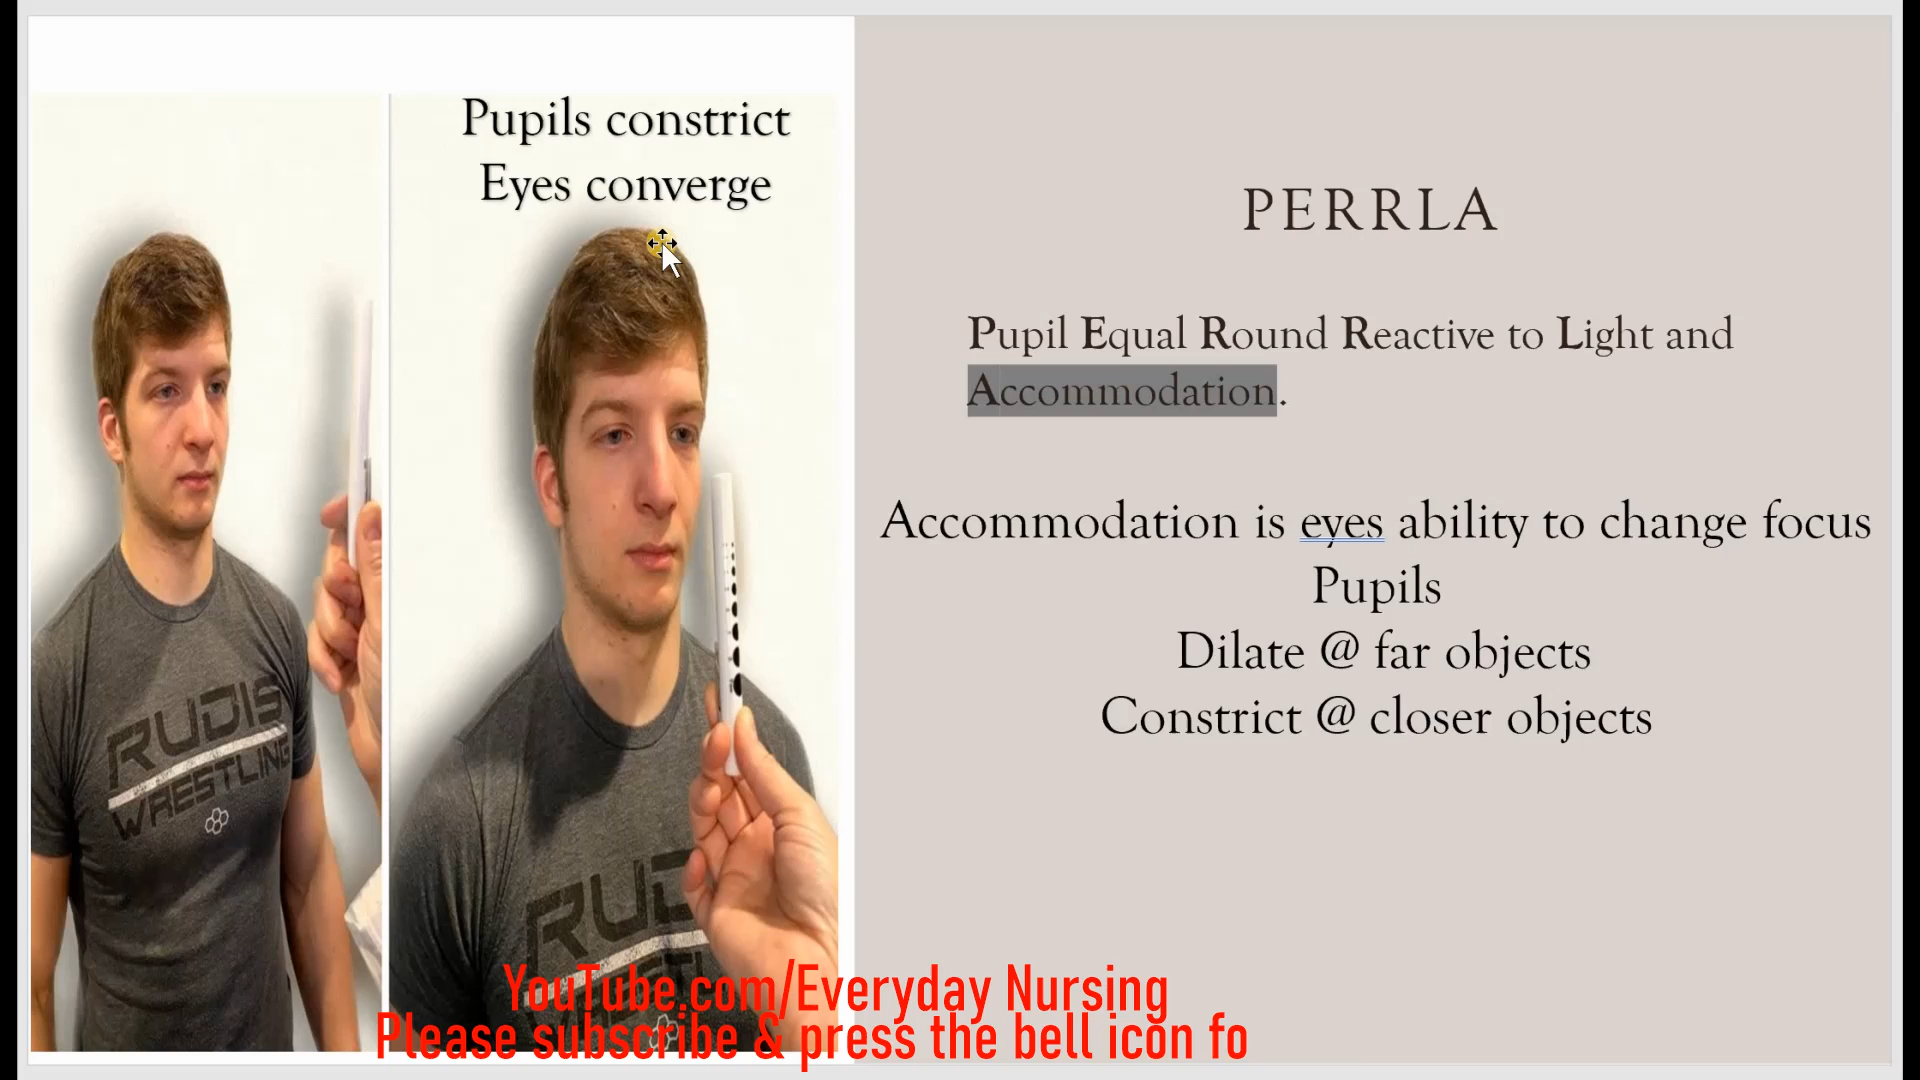 Pupils constrict
Eyes converge
PERRLA
Pupil Equal Round Reactive to Light and
Accommodation.
Accommodation is eyes ability to change focus
Pupils
Dilate @ far objects
Constrict @ closer objects
RUDIS
WRESTLING
RUD
YouTube.com/Everyday Nursing
Please subscribe & press the bell icon fo